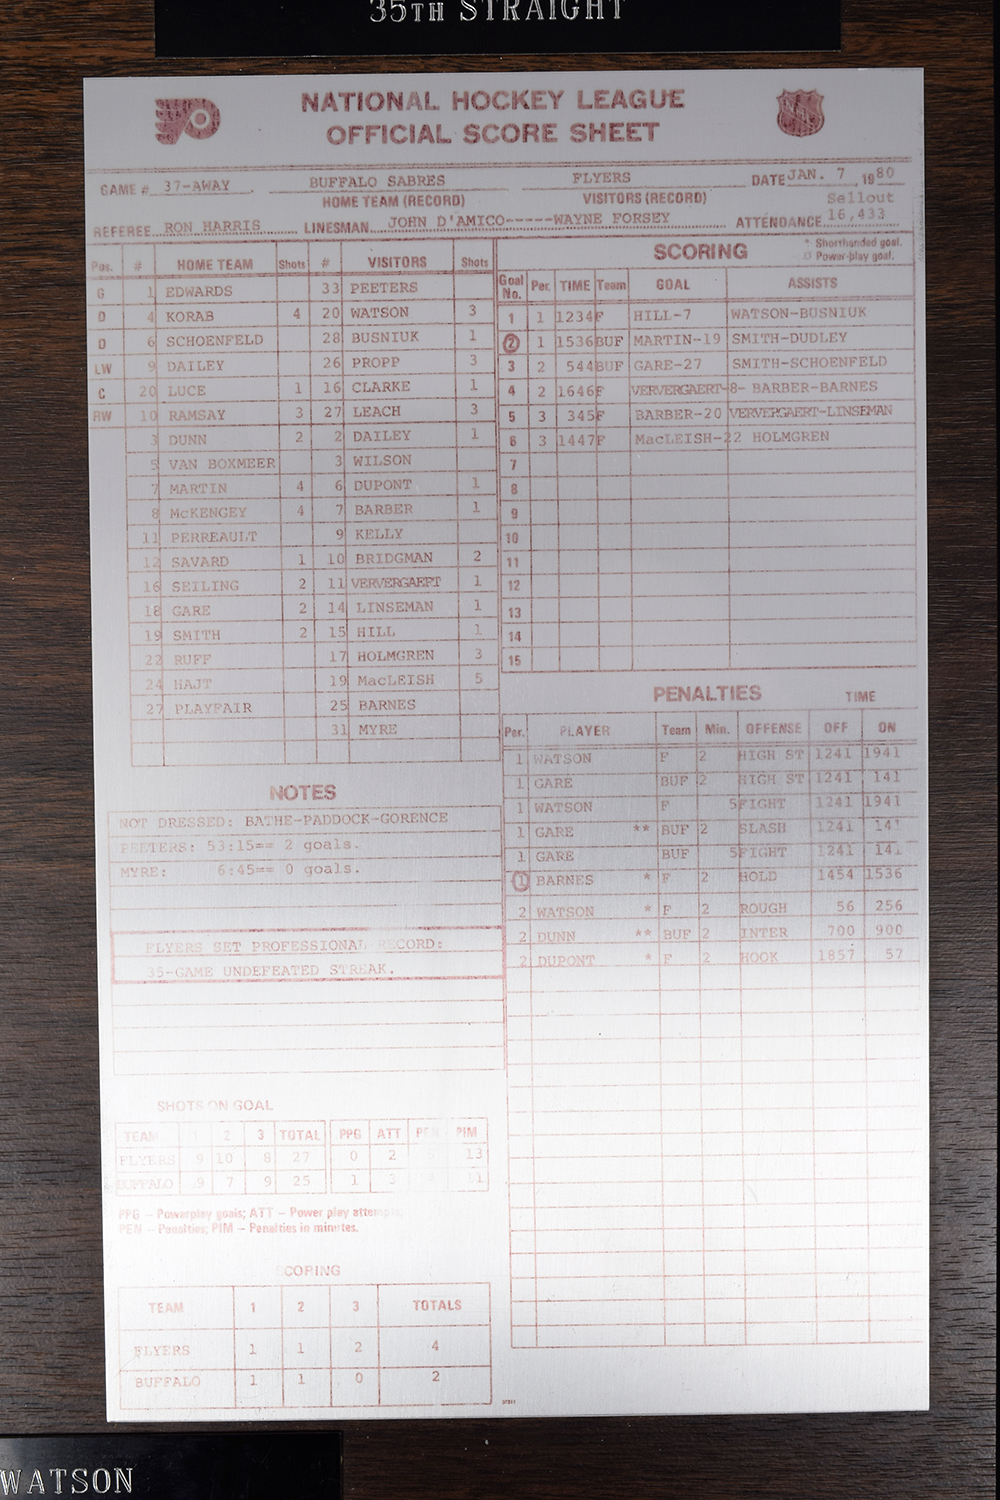 35TH STRAIGHT
NATIONAL HOCKEY LEAGUE
OFFICIAL SCORE SHEET
GAME # 37-AWAY BUFFALO SABRES FLYERS DATE JAN. 7 1980
HOME TEAM (RECORD) VISITORS (RECORD) Sellout
REFEREE RON HARRIS LINESMAN JOHN D'AMICO-----WAYNE FORSEY ATTENDANCE 16,433
Pos. # HOME TEAM Shots # VISITORS Shots
G 1 EDWARDS 33 PEETERS
D 4 KORAB 4 20 WATSON 3
D 6 SCHOENFELD 28 BUSNIUK 1
LW 9 DAILEY 26 PROPP 3
C 20 LUCE 1 16 CLARKE 1
RW 10 RAMSAY 3 27 LEACH 3
3 DUNN 2 2 DAILEY 1
5 VAN BOXMEER 3 WILSON
7 MARTIN 4 6 DUPONT 1
8 McKENGEY 4 7 BARBER 1
11 PERREAULT 9 KELLY
12 SAVARD 1 10 BRIDGMAN 2
16 SEILING 2 11 VERVERGAERT 1
18 GARE 2 14 LINSEMAN 1
19 SMITH 2 15 HILL 1
22 RUFF 17 HOLMGREN 3
24 HAJT 19 MacLEISH 5
27 PLAYFAIR 25 BARNES
31 MYRE
SCORING
* Shorthanded goal.
O Power-play goal.
Goal No. Per. TIME Team GOAL ASSISTS
1 1 1234 F HILL-7 WATSON-BUSNIUK
2 1 1536 BUF MARTIN-19 SMITH-DUDLEY
3 2 544 BUF GARE-27 SMITH-SCHOENFELD
4 2 1646 F VERVERGAERT-8- BARBER-BARNES
5 3 345 F BARBER-20 VERVERGAERT-LINSEMAN
6 3 1447 F MacLEISH-22 HOLMGREN
7
8
9
10
11
12
13
14
15
PENALTIES TIME
Per. PLAYER Team Min. OFFENSE OFF ON
1 WATSON F 2 HIGH ST 1241 1941
1 GARE BUF 2 HIGH ST 1241 141
1 WATSON F 5 FIGHT 1241 1941
1 GARE ** BUF 2 SLASH 1241 141
1 GARE BUF 5 FIGHT 1241 141
1 BARNES * F 2 HOLD 1454 1536
2 WATSON * F 2 ROUGH 56 256
2 DUNN ** BUF 2 INTER 700 900
2 DUPONT * F 2 HOOK 1857 57
NOTES
NOT DRESSED: BATHE-PADDOCK-GORENCE
PEETERS: 53:15== 2 goals.
MYRE: 6:45== 0 goals.
FLYERS SET PROFESSIONAL RECORD:
35-GAME UNDEFEATED STREAK.
SHOTS ON GOAL
TEAM 1 2 3 TOTAL PPG ATT PEN PIM
FLYERS 9 10 8 27 0 2 13
BUFFALO 9 7 9 25 1 3 11
PPG – Powerplay goals; ATT – Power play attempts
PEN – Penalties; PIM – Penalties in minutes.
SCORING
TEAM 1 2 3 TOTALS
FLYERS 1 1 2 4
BUFFALO 1 1 0 2
WATSON